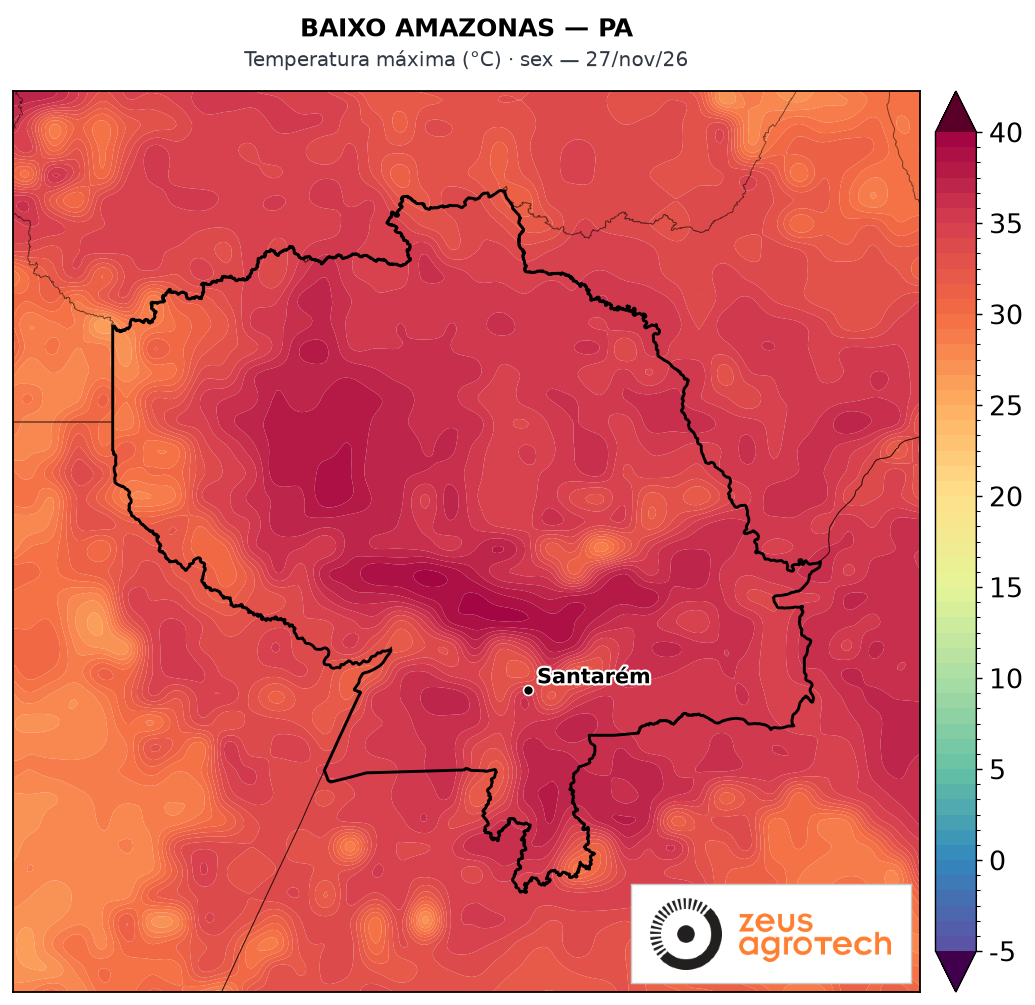 BAIXO AMAZONAS — PA
Temperatura máxima (°C) · sex — 27/nov/26
40
35
30
25
20
15
10
5
0
-5
Santarém
zeus
agrotech